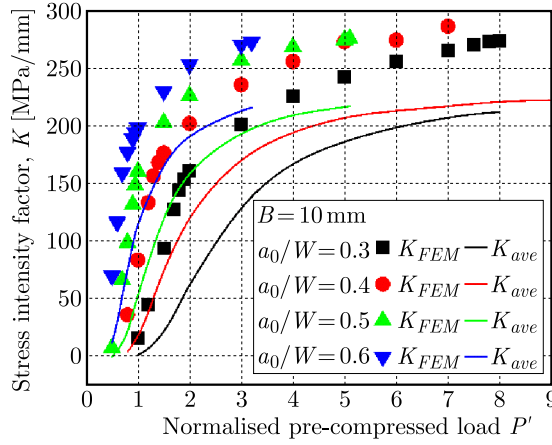 Stress intensity factor, K [MPa/mm]
300
250
200
150
100
50
0
B = 10 mm
a0/W = 0.3 KFEM Kave
a0/W = 0.4 KFEM Kave
a0/W = 0.5 KFEM Kave
a0/W = 0.6 KFEM Kave
0 1 2 3 4 5 6 7 8 9
Normalised pre-compressed load P′